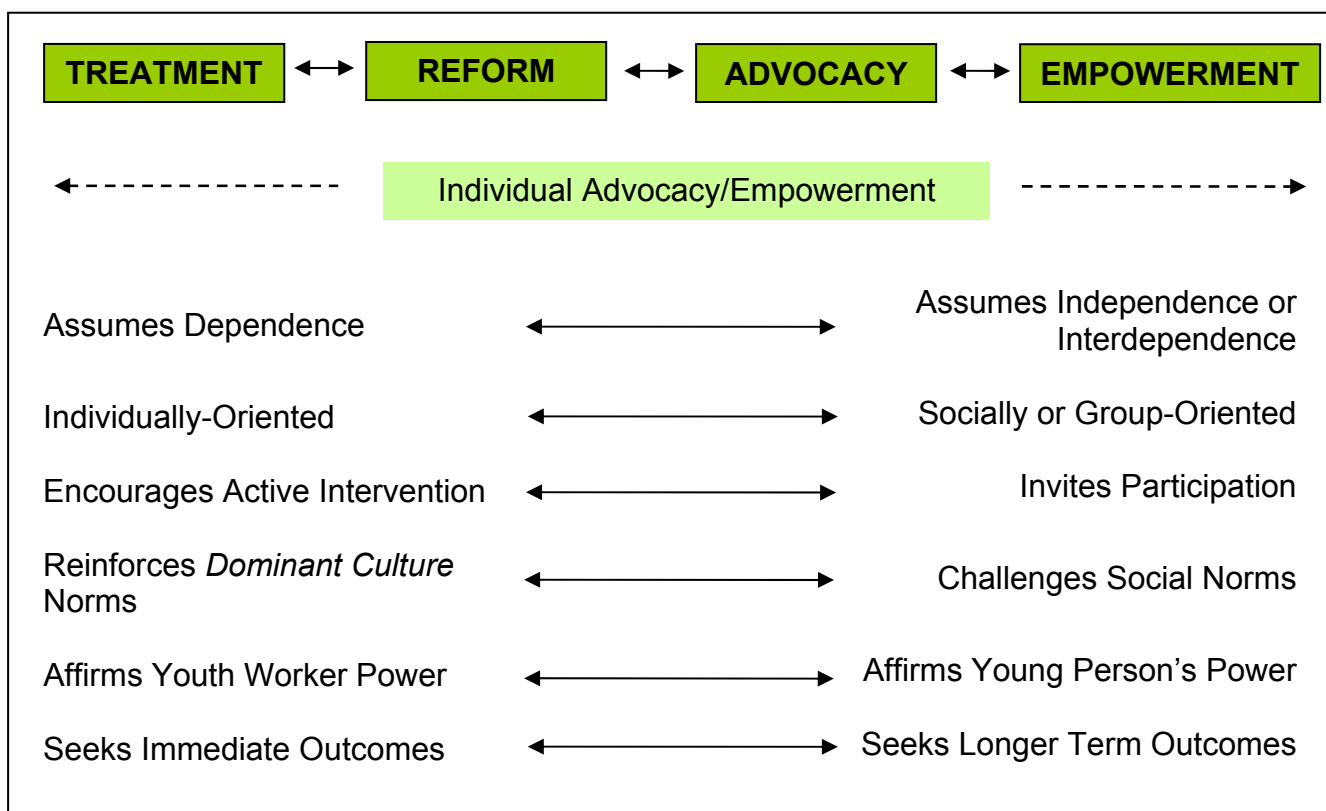 TREATMENT REFORM ADVOCACY EMPOWERMENT
Individual Advocacy/Empowerment
Assumes Dependence
Assumes Independence or
Interdependence
Individually-Oriented
Socially or Group-Oriented
Encourages Active Intervention
Invites Participation
Reinforces Dominant Culture
Norms
Challenges Social Norms
Affirms Youth Worker Power
Affirms Young Person’s Power
Seeks Immediate Outcomes
Seeks Longer Term Outcomes